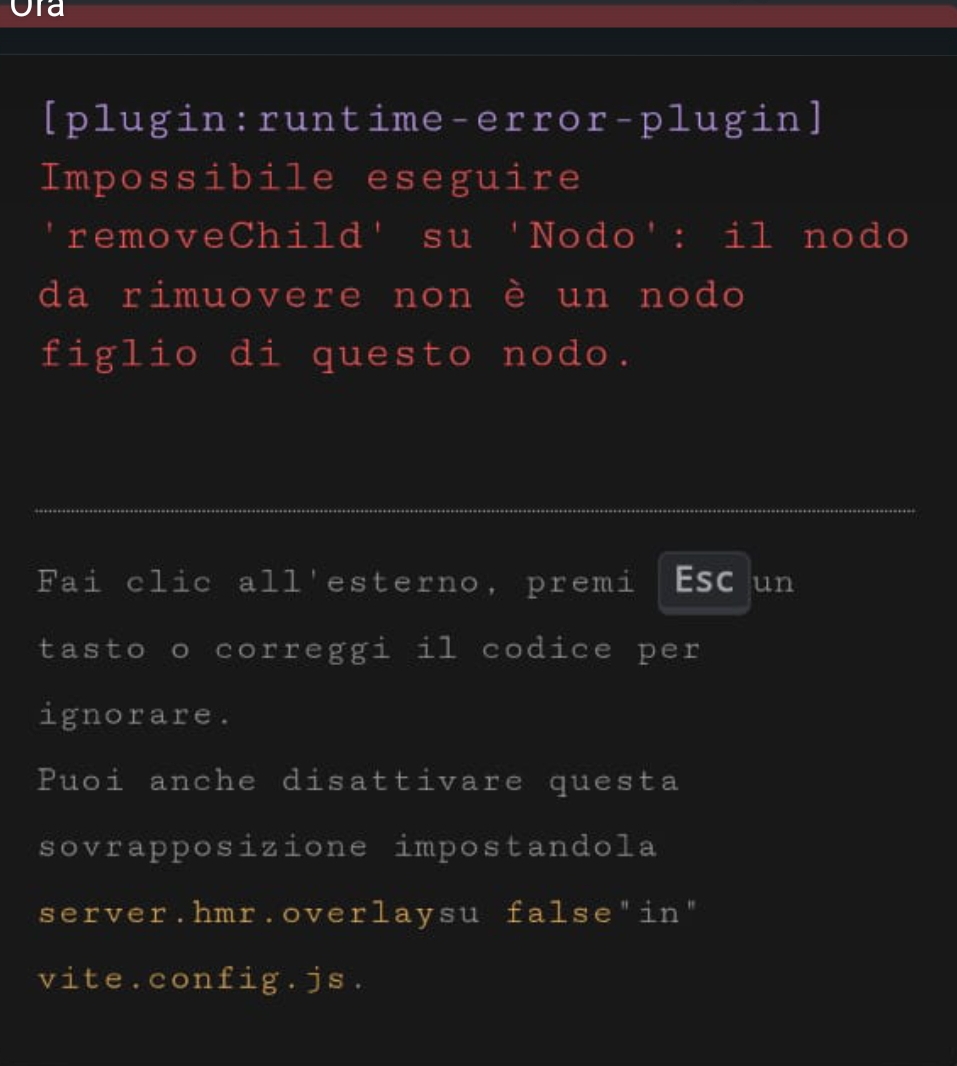 Ora
[plugin:runtime-error-plugin]
Impossibile eseguire
'removeChild' su 'Nodo': il nodo
da rimuovere non è un nodo
figlio di questo nodo.
Fai clic all'esterno, premi Esc un
tasto o correggi il codice per
ignorare.
Puoi anche disattivare questa
sovrapposizione impostandola
server.hmr.overlaysu false"in"
vite.config.js.